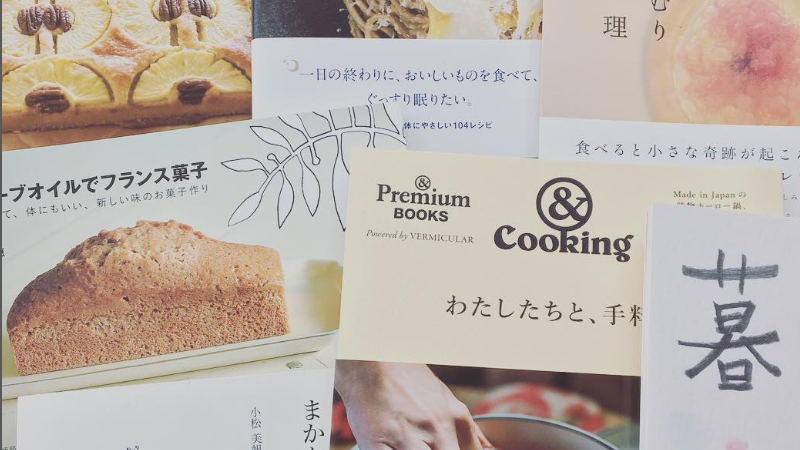 むり
理
一日の終わりに、おいしいものを食べて、
ぐっすり眠りたい。
体にやさしい104レシピ
食べると小さな奇跡が起こ
ーブオイルでフランス菓子
て、体にもいい、新しい味のお菓子作り
& Premium
BOOKS
Powered by VERMICULAR
&
Cooking
Made in Japan の
わたしたちと、手料
暮
小松 美
まか